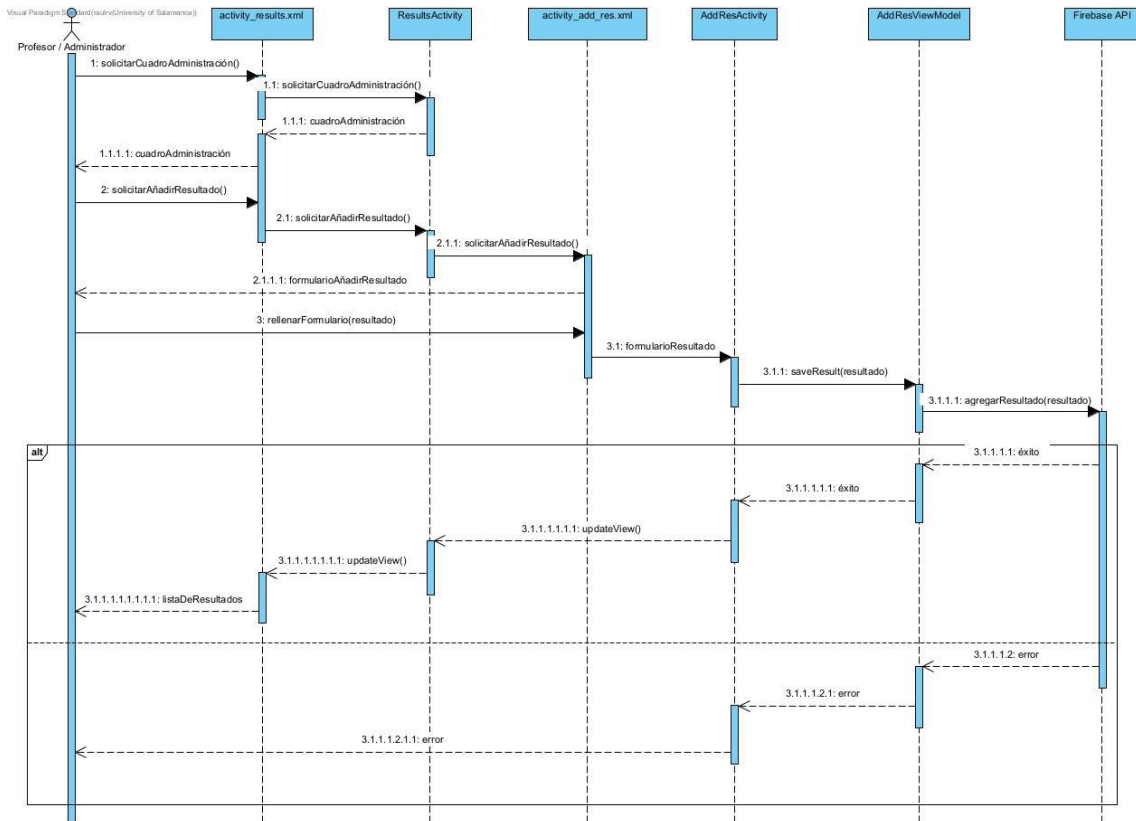 Visual Paradigm Standard(raulrv(University of Salamanca))
Profesor / Administrador
activity_results.xml
ResultsActivity
activity_add_res.xml
AddResActivity
AddResViewModel
Firebase API
1: solicitarCuadroAdministración()
1.1: solicitarCuadroAdministración()
1.1.1: cuadroAdministración
1.1.1.1: cuadroAdministración
2: solicitarAñadirResultado()
2.1: solicitarAñadirResultado()
2.1.1: solicitarAñadirResultado()
2.1.1.1: formularioAñadirResultado
3: rellenarFormulario(resultado)
3.1: formularioResultado
3.1.1: saveResult(resultado)
3.1.1.1: agregarResultado(resultado)
alt
3.1.1.1.1: éxito
3.1.1.1.1.1: éxito
3.1.1.1.1.1.1: updateView()
3.1.1.1.1.1.1.1: updateView()
3.1.1.1.1.1.1.1.1: listaDeResultados
3.1.1.1.2: error
3.1.1.1.2.1: error
3.1.1.1.2.1.1: error